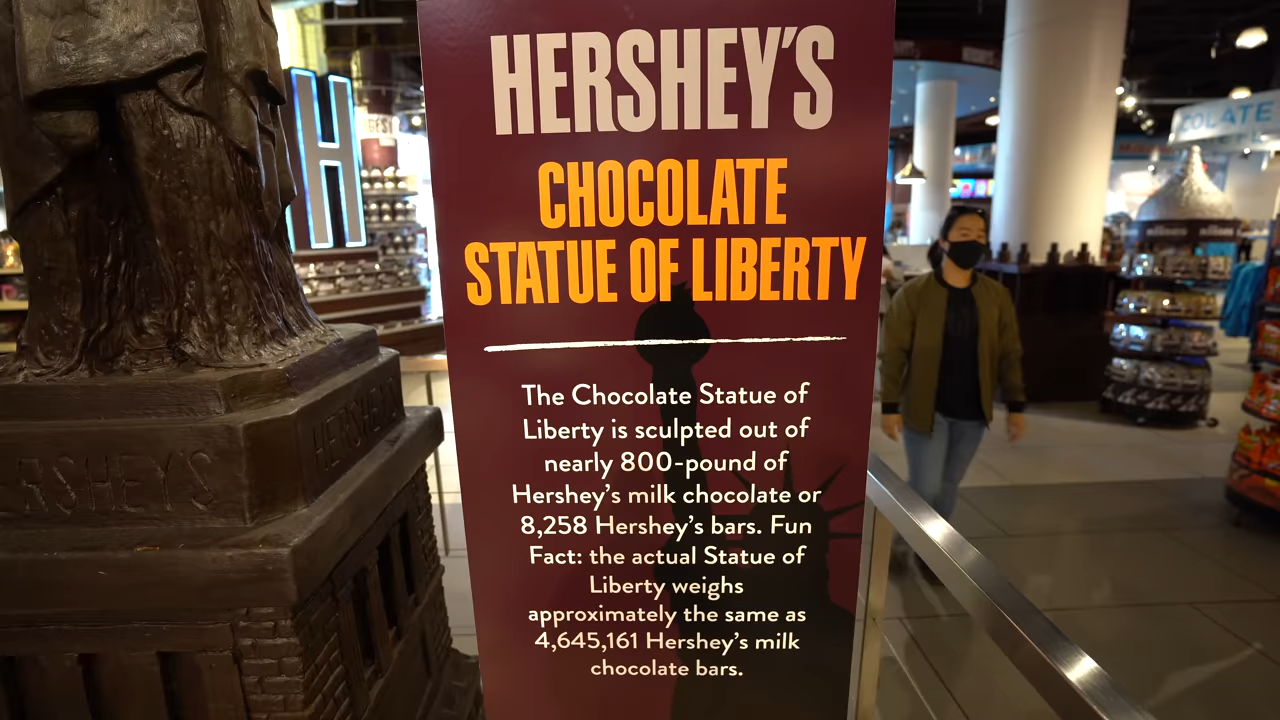 HERSHEY'S
CHOCOLATE
STATUE OF LIBERTY
The Chocolate Statue of
Liberty is sculpted out of
nearly 800-pound of
Hershey's milk chocolate or
8,258 Hershey's bars. Fun
Fact: the actual Statue of
Liberty weighs
approximately the same as
4,645,161 Hershey's milk
chocolate bars.
H
ERSHEY'S
HERSHEY
COLATE